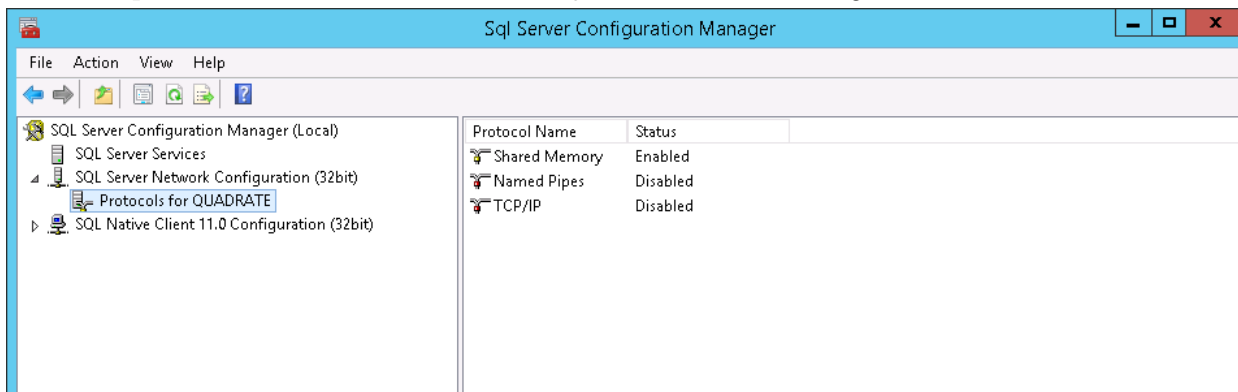 Sql Server Configuration Manager
File Action View Help
SQL Server Configuration Manager (Local)
SQL Server Services
SQL Server Network Configuration (32bit)
Protocols for QUADRATE
SQL Native Client 11.0 Configuration (32bit)
Protocol Name Status
Shared Memory Enabled
Named Pipes Disabled
TCP/IP Disabled